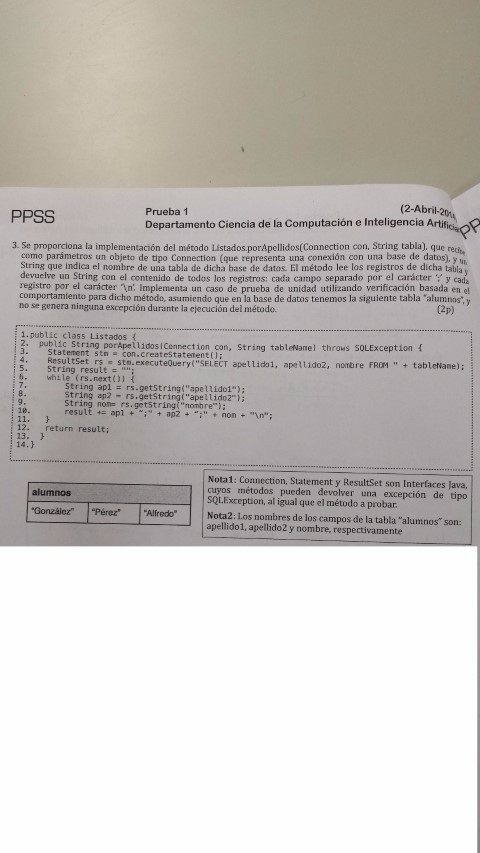 PPSS
Prueba 1
(2-Abril-201
Departamento Ciencia de la Computación e Inteligencia Artificial
PP
3. Se proporciona la implementación del método Listados.porApellidos(Connection con, String tabla), que recibe
como parámetros un objeto de tipo Connection (que representa una conexión con una base de datos), y un
String que indica el nombre de una tabla de dicha base de datos. El método lee los registros de dicha tabla y
devuelve un String con el contenido de todos los registros: cada campo separado por el carácter ';' y cada
registro por el carácter '\n'. Implementa un caso de prueba de unidad utilizando verificación basada en el
comportamiento para dicho método, asumiendo que en la base de datos tenemos la siguiente tabla "alumnos", y
no se genera ninguna excepción durante la ejecución del método. (2p)
1.public class Listados {
2. public String porApellidos(Connection con, String tableName) throws SQLException {
3. Statement stm = con.createStatement();
4. ResultSet rs = stm.executeQuery("SELECT apellido1, apellido2, nombre FROM " + tableName);
5. String result = "";
6. while (rs.next()) {
7. String ap1 = rs.getString("apellido1");
8. String ap2 = rs.getString("apellido2");
9. String nom= rs.getString("nombre");
10. result += ap1 + ";" + ap2 + ";" + nom + "\n";
11. }
12. return result;
13. }
14.}
alumnos
"González" "Pérez" "Alfredo"
Nota1: Connection, Statement y ResultSet son Interfaces Java,
cuyos métodos pueden devolver una excepción de tipo
SQLException, al igual que el método a probar.
Nota2: Los nombres de los campos de la tabla "alumnos" son:
apellido1, apellido2 y nombre, respectivamente